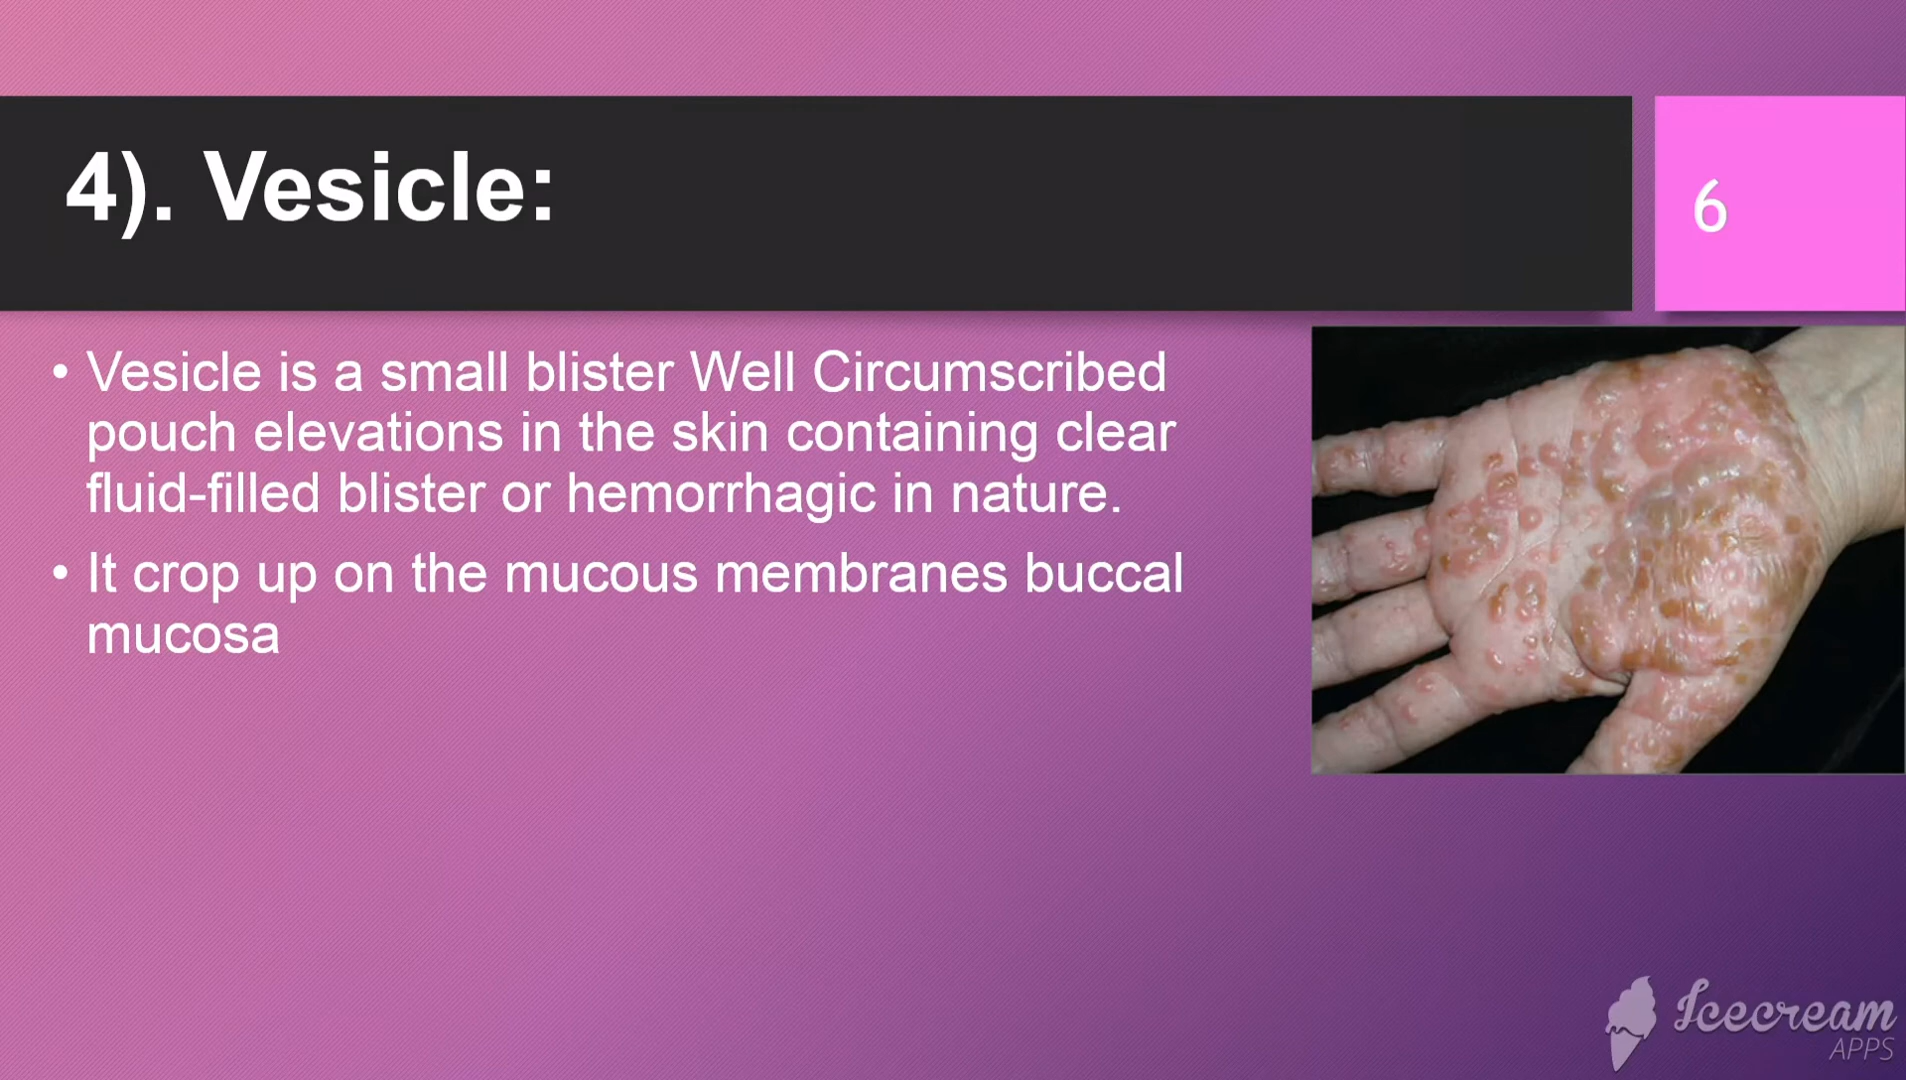 4). Vesicle:
6
• Vesicle is a small blister Well Circumscribed
pouch elevations in the skin containing clear
fluid-filled blister or hemorrhagic in nature.
• It crop up on the mucous membranes buccal
mucosa
Icecream
APPS